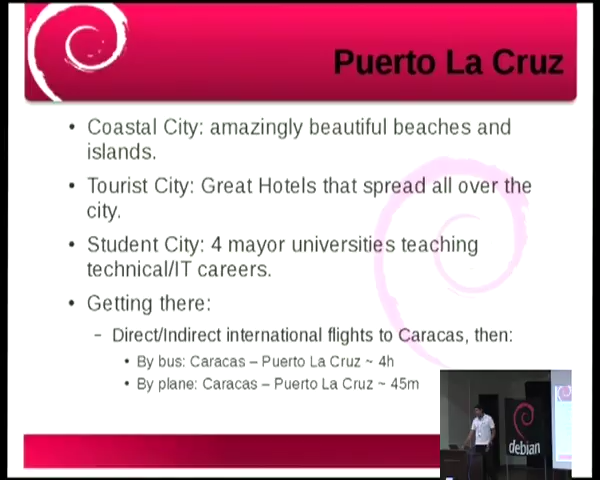 Puerto La Cruz
• Coastal City: amazingly beautiful beaches and
islands.
• Tourist City: Great Hotels that spread all over the
city.
• Student City: 4 mayor universities teaching
technical/IT careers.
• Getting there:
– Direct/Indirect international flights to Caracas, then:
• By bus: Caracas – Puerto La Cruz ~ 4h
• By plane: Caracas – Puerto La Cruz ~ 45m
debian